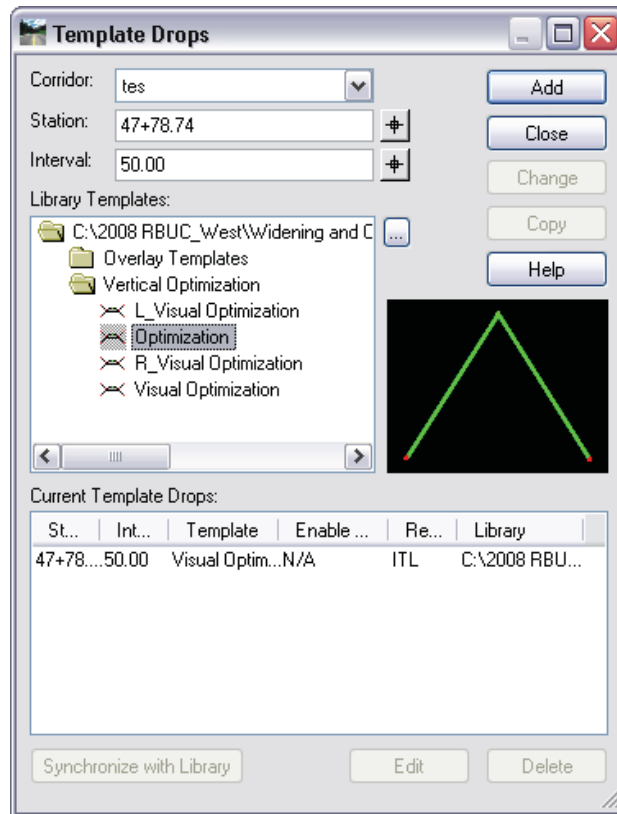 Template Drops
Corridor: tes Add
Station: 47+78.74 Close
Interval: 50.00 Change
Library Templates:
C:\2008 RBUC_West\Widening and C ... Copy
Overlay Templates
Vertical Optimization Help
L_Visual Optimization
Optimization
R_Visual Optimization
Visual Optimization
Current Template Drops:
St... Int... Template Enable ... Re... Library
47+78....50.00 Visual Optim...N/A ITL C:\2008 RBU...
Synchronize with Library Edit Delete